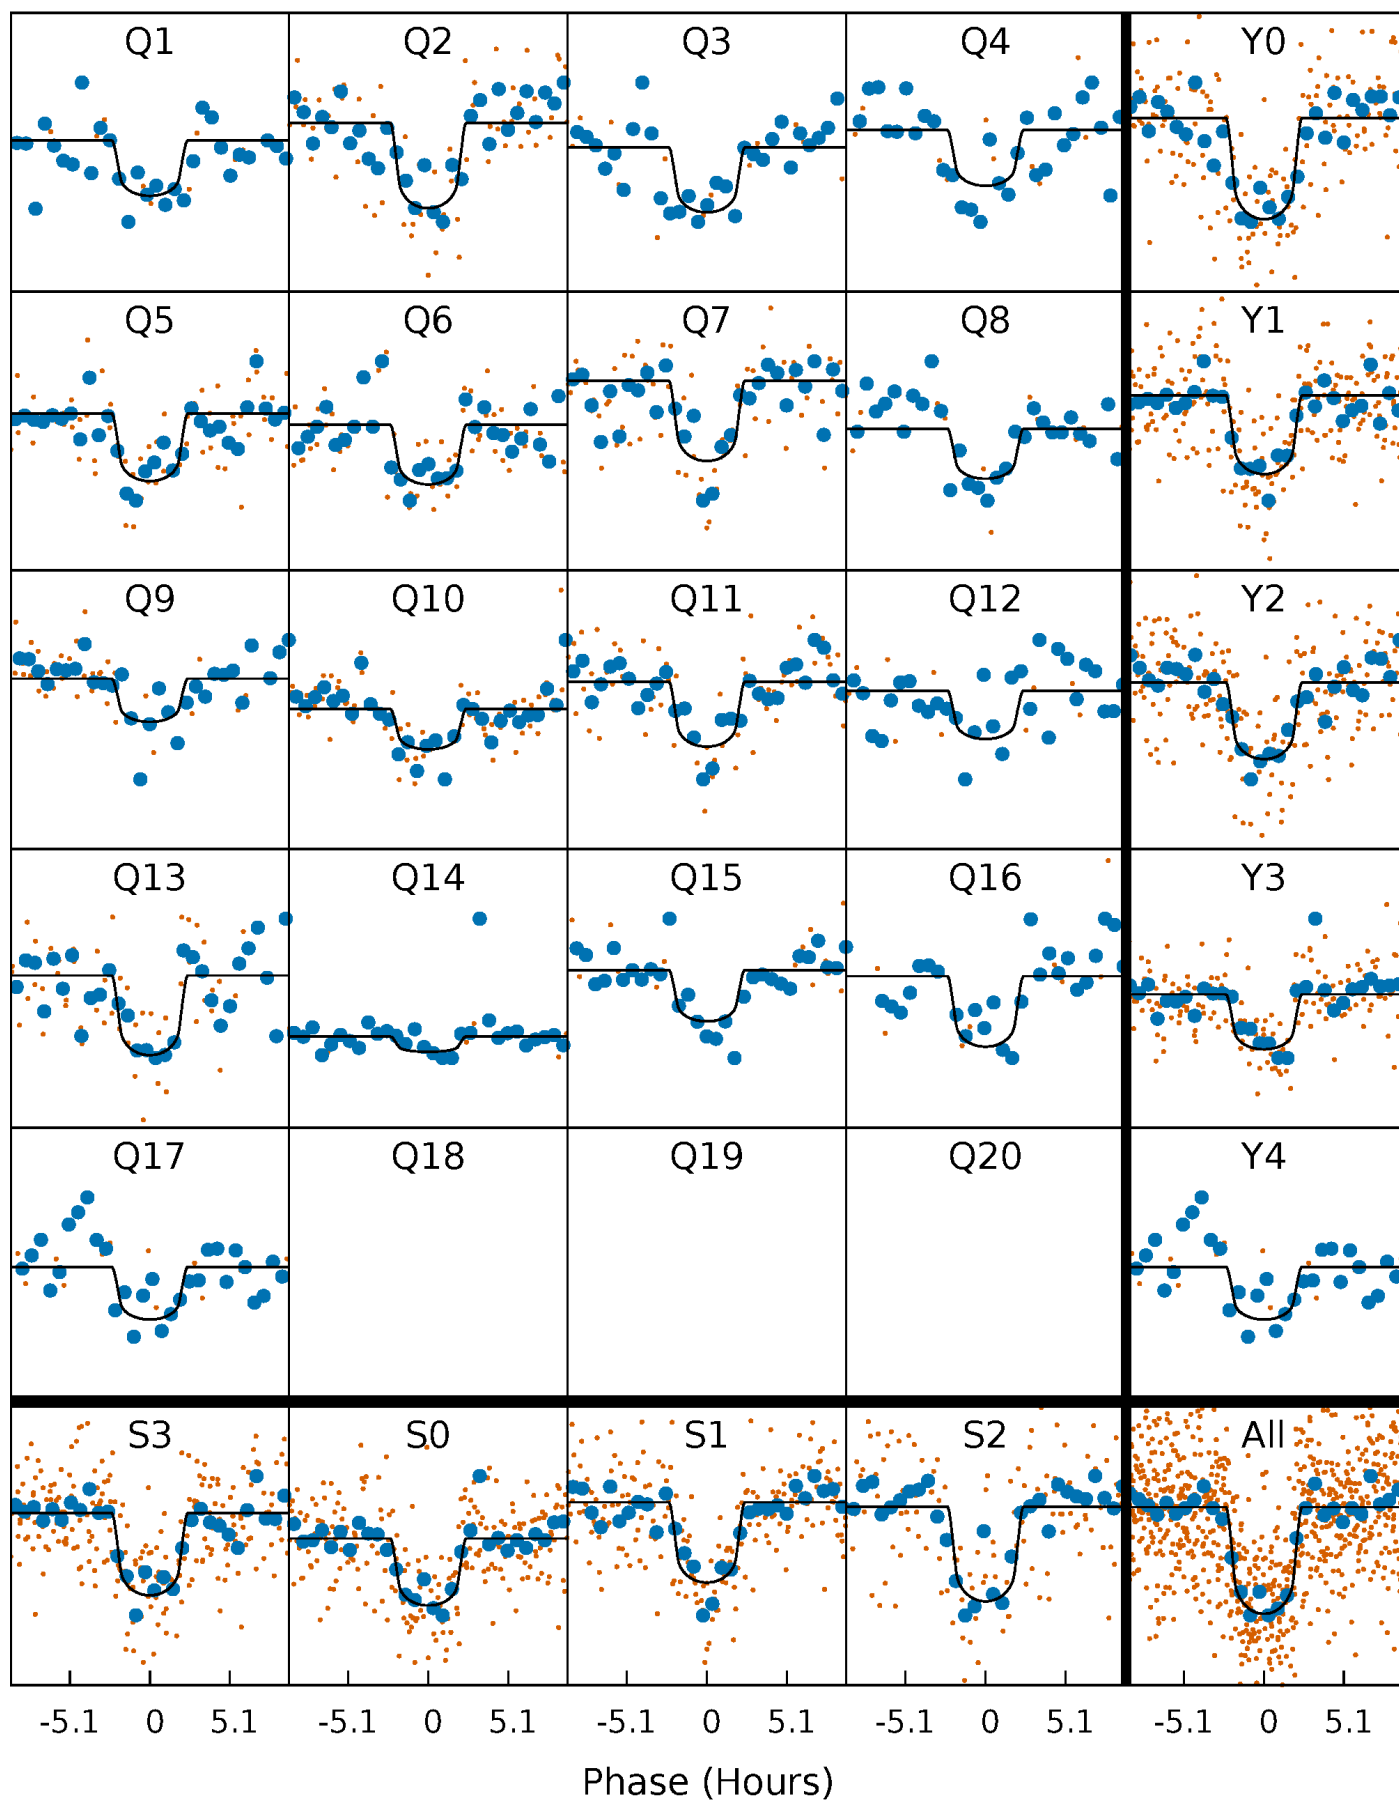 Q1 Q2 Q3 Q4 Y0
Q5 Q6 Q7 Q8 Y1
Q9 Q10 Q11 Q12 Y2
Q13 Q14 Q15 Q16 Y3
Q17 Q18 Q19 Q20 Y4
S3 S0 S1 S2 All
-5.1 0 5.1 -5.1 0 5.1 -5.1 0 5.1 -5.1 0 5.1 -5.1 0 5.1
Phase (Hours)